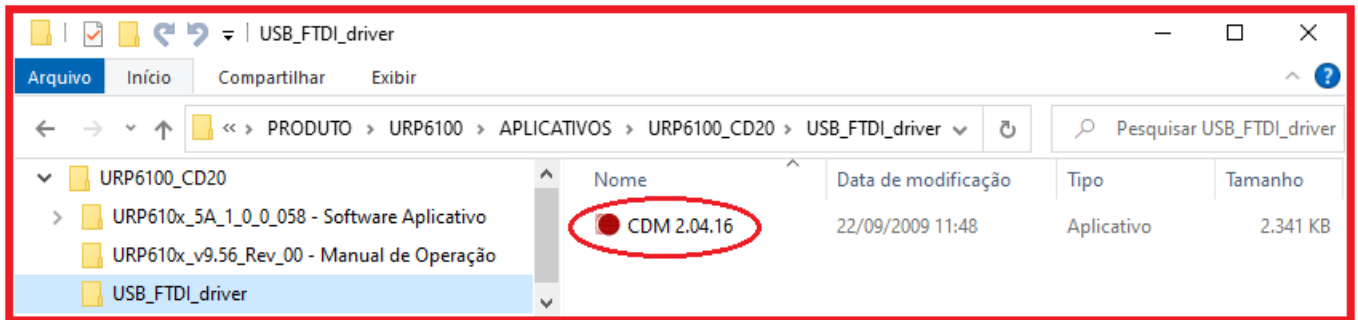 USB_FTDI_driver
Arquivo Início Compartilhar Exibir
« > PRODUTO > URP6100 > APLICATIVOS > URP6100_CD20 > USB_FTDI_driver Pesquisar USB_FTDI_driver
URP6100_CD20
URP610x_5A_1_0_0_058 - Software Aplicativo
URP610x_v9.56_Rev_00 - Manual de Operação
USB_FTDI_driver
Nome Data de modificação Tipo Tamanho
CDM 2.04.16 22/09/2009 11:48 Aplicativo 2.341 KB